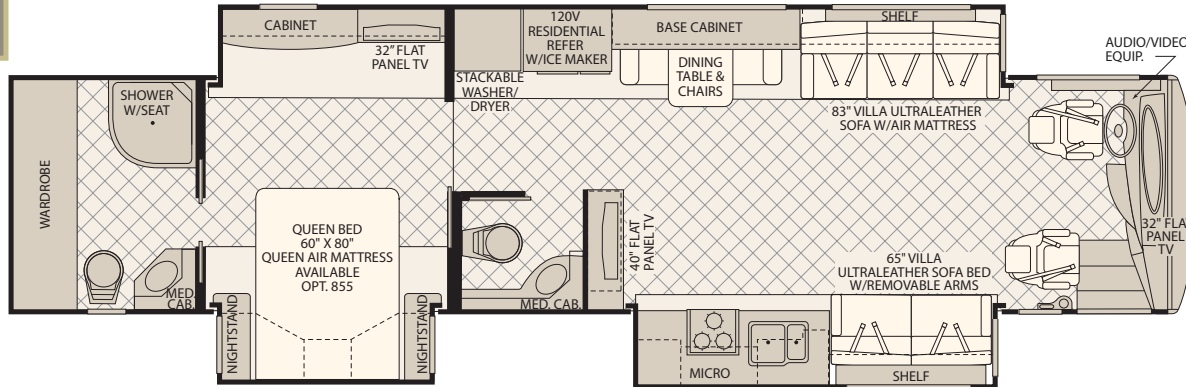 CABINET
32" FLAT
PANEL TV
120V
RESIDENTIAL
REFER
W/ICE MAKER
BASE CABINET
SHELF
AUDIO/VIDEO
EQUIP.
STACKABLE
WASHER/
DRYER
DINING
TABLE &
CHAIRS
83" VILLA ULTRALEATHER
SOFA W/AIR MATTRESS
SHOWER
W/SEAT
WARDROBE
MED.
CAB.
QUEEN BED
60" X 80"
QUEEN AIR MATTRESS
AVAILABLE
OPT. 855
NIGHTSTAND
NIGHTSTAND
MED. CAB.
40" FLAT
PANEL TV
65" VILLA
ULTRALEATHER SOFA BED
W/REMOVABLE ARMS
32" FLA
PANEL
TV
MICRO
SHELF